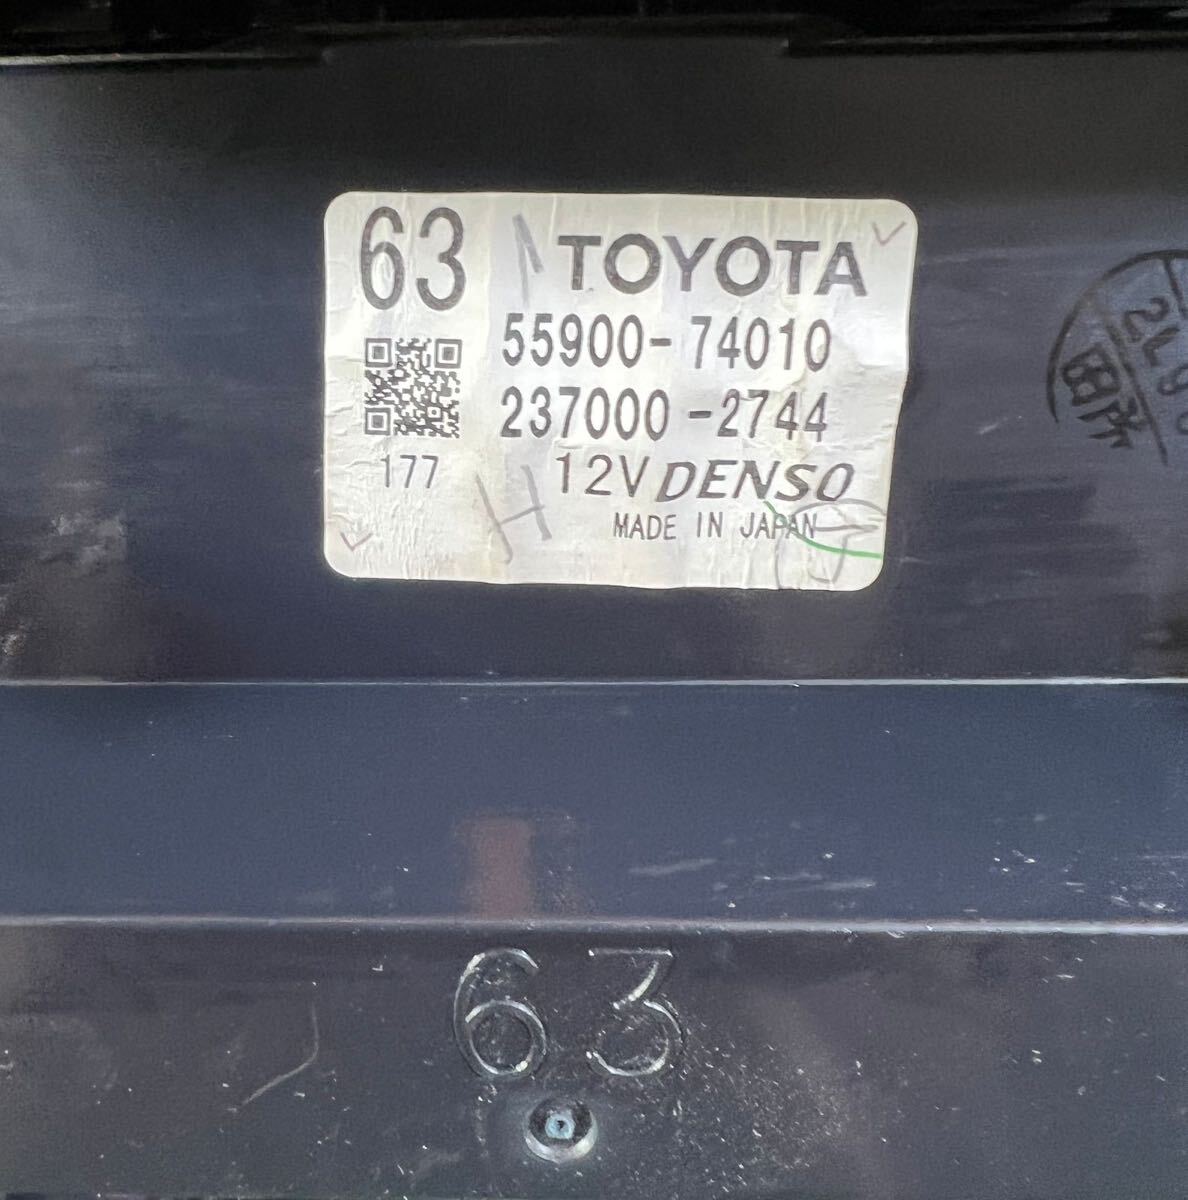 63
TOYOTA
55900-74010
237000-2744
177
12V DENSO
MADE IN JAPAN
H
63